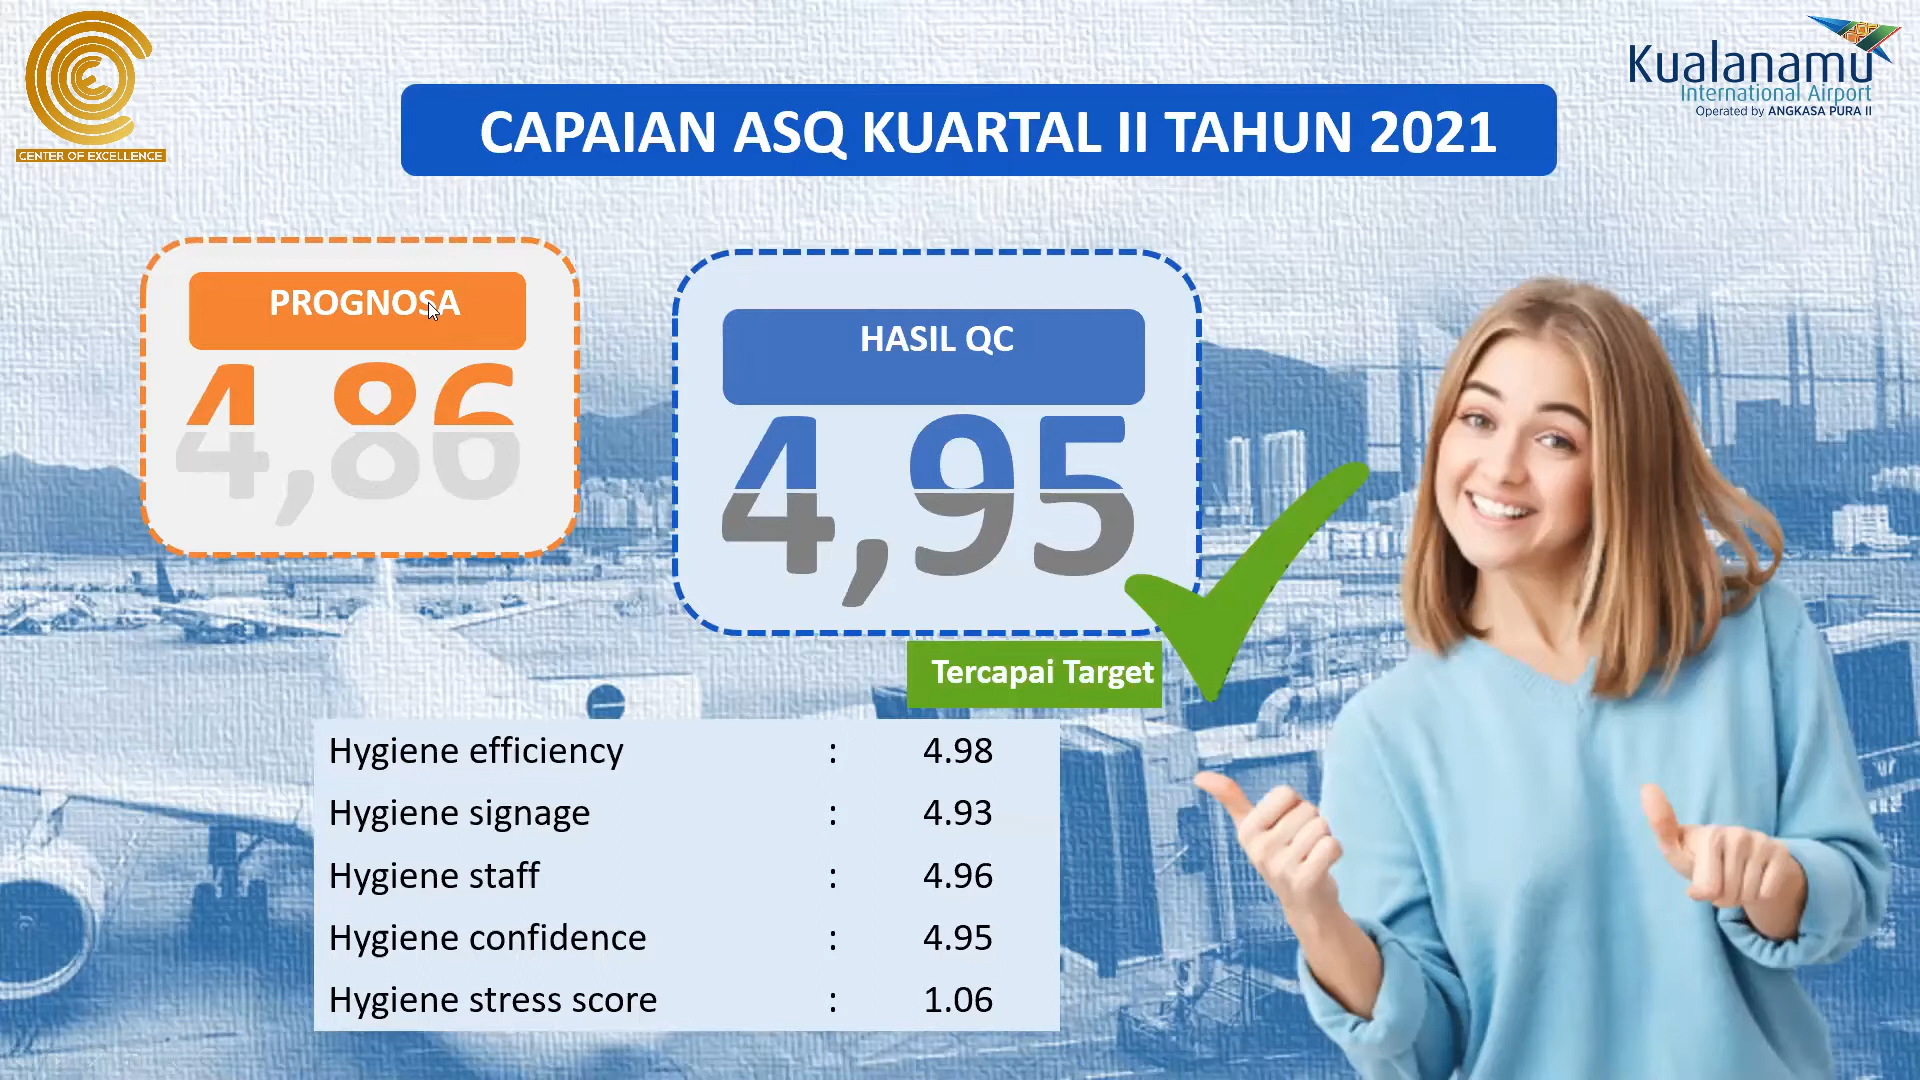 CENTER OF EXCELLENCE
Kualanamu
International Airport
Operated by ANGKASA PURA II
CAPAIAN ASQ KUARTAL II TAHUN 2021
PROGNOSA
4,86
HASIL QC
4,95
Tercapai Target
Hygiene efficiency : 4.98
Hygiene signage : 4.93
Hygiene staff : 4.96
Hygiene confidence : 4.95
Hygiene stress score : 1.06